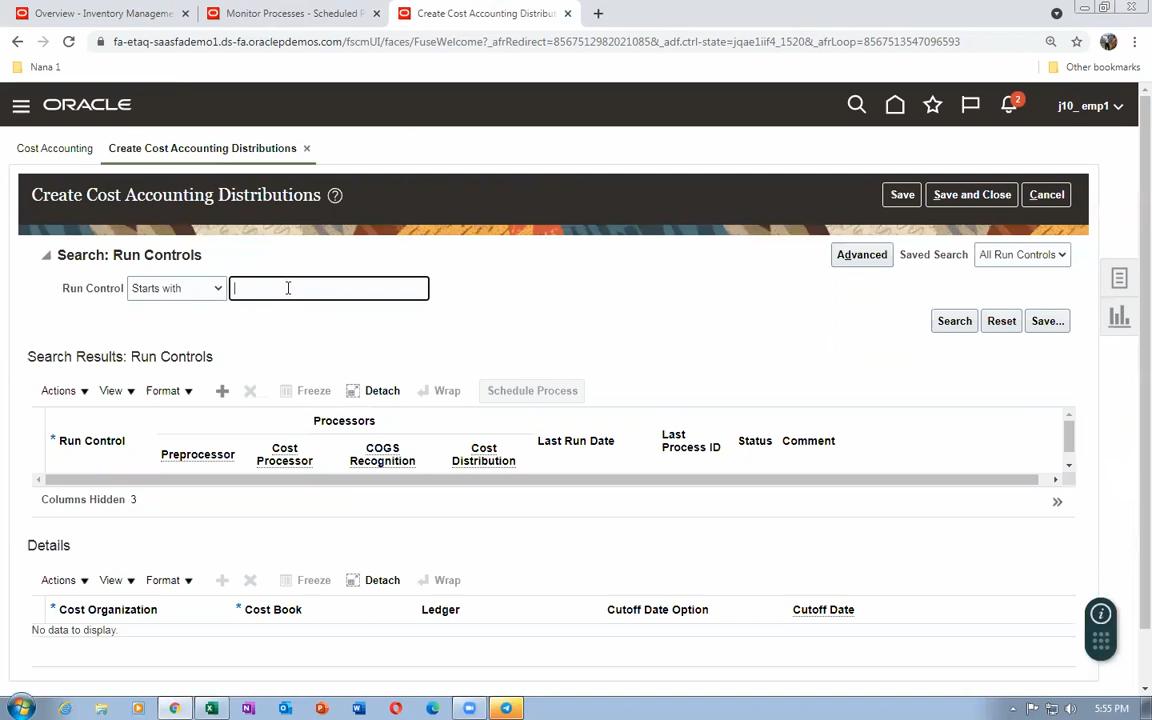 Overview - Inventory Manageme
Monitor Processes - Scheduled P
Create Cost Accounting Distribut
fa-etaq-saasfademo1.ds-fa.oraclepdemos.com/fscmUI/faces/FuseWelcome?_afrRedirect=8567512982021085&_adf.ctrl-state=jqae1iif4_1520&_afrLoop=8567513547096593
Nana 1
Other bookmarks
ORACLE
2
j10_ emp1
Cost Accounting
Create Cost Accounting Distributions
Create Cost Accounting Distributions
Save
Save and Close
Cancel
Search: Run Controls
Advanced
Saved Search
All Run Controls
Run Control
Starts with
Search
Reset
Save...
Search Results: Run Controls
Actions
View
Format
Freeze
Detach
Wrap
Schedule Process
* Run Control
Processors
Preprocessor
Cost Processor
COGS Recognition
Cost Distribution
Last Run Date
Last Process ID
Status
Comment
Columns Hidden 3
Details
Actions
View
Format
Freeze
Detach
Wrap
* Cost Organization
* Cost Book
Ledger
Cutoff Date Option
Cutoff Date
No data to display.
5:55 PM